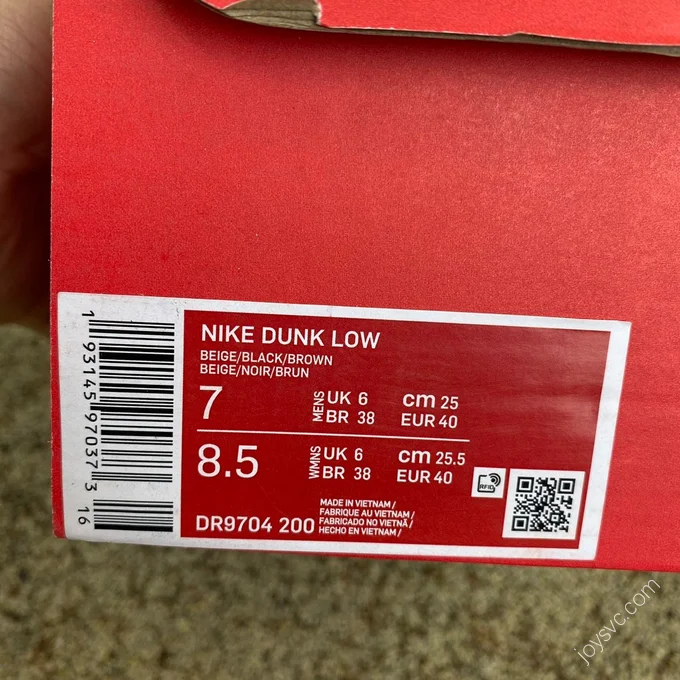 NIKE DUNK LOW
BEIGE/BLACK/BROWN
BEIGE/NOIR/BRUN
7 MENS UK 6 cm 25
BR 38 EUR 40
8.5 WMNS UK 6 cm 25.5
BR 38 EUR 40
RFID
DR9704 200
MADE IN VIETNAM /
FABRIQUE AU VIETNAM /
FABRICADO NO VIETNÃ /
HECHO EN VIETNAM /
1 93145 97037 3 16
joysvc.com